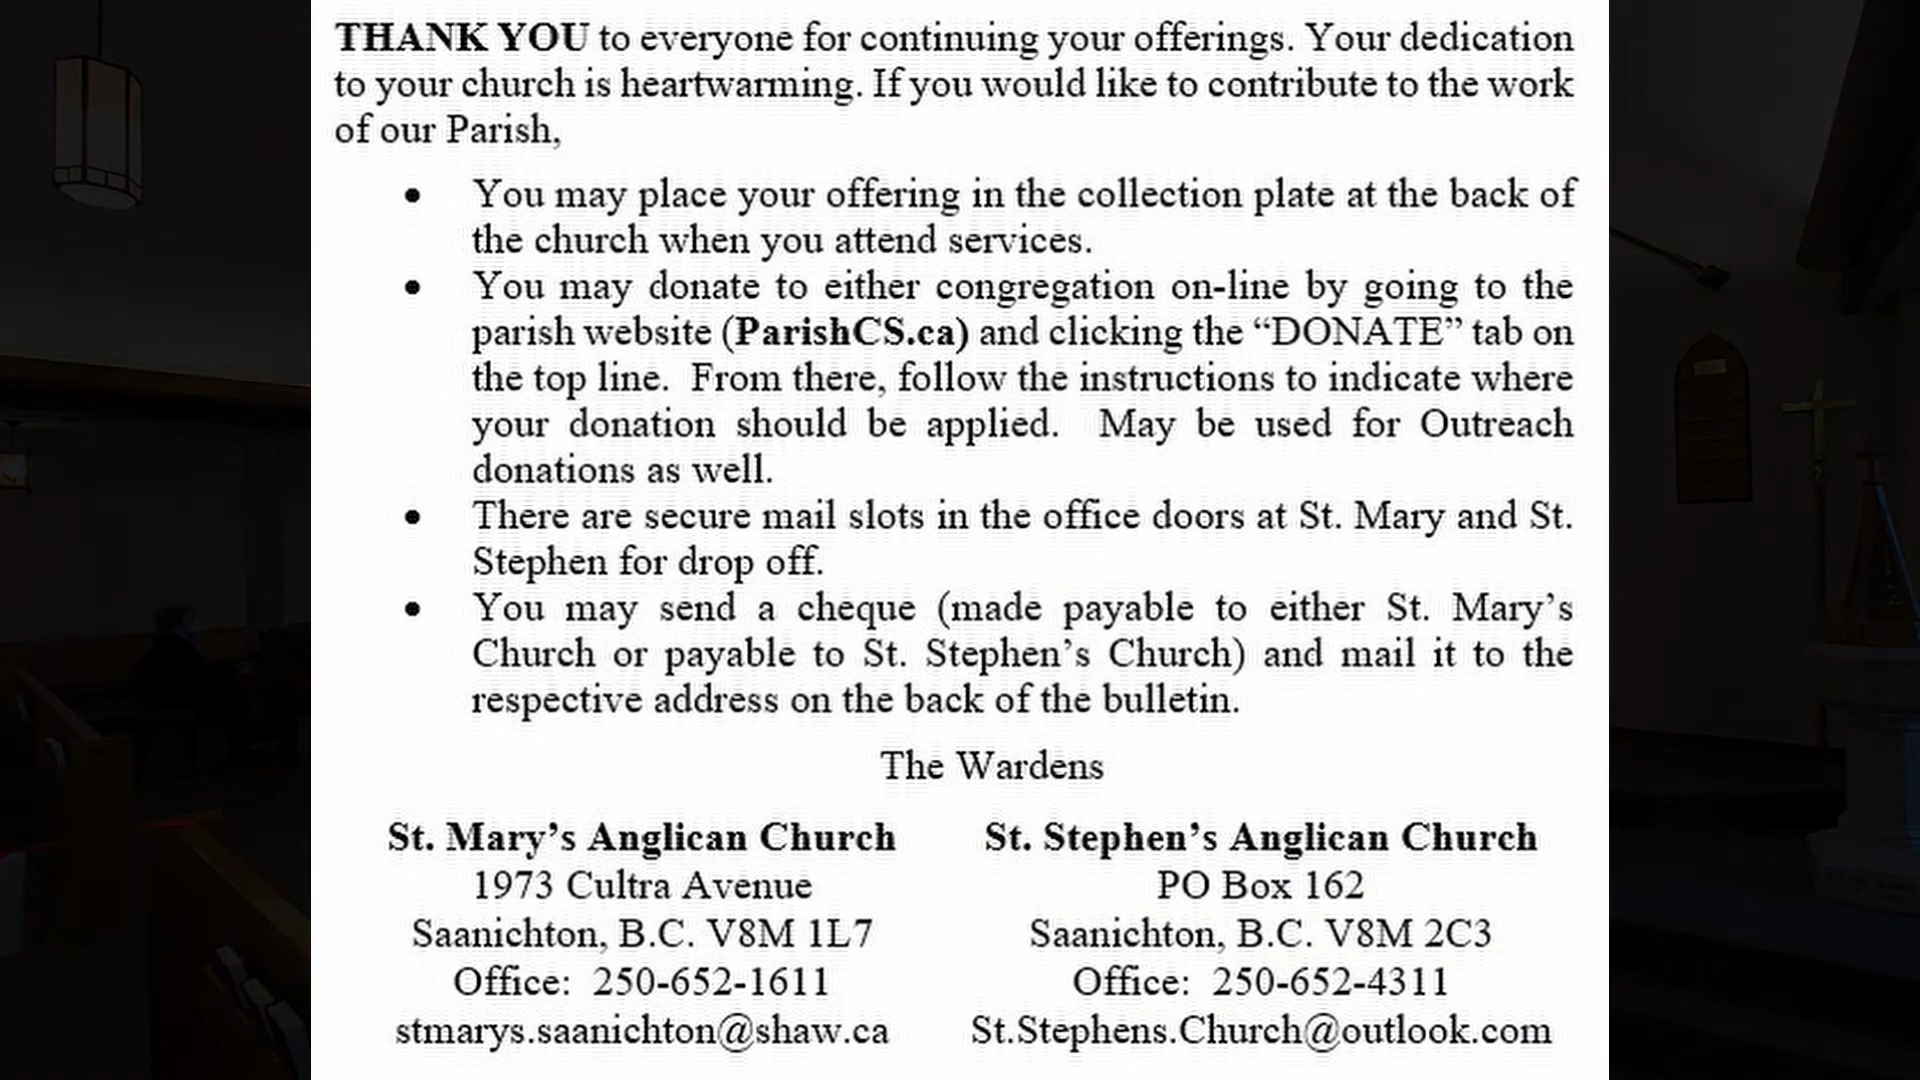 THANK YOU to everyone for continuing your offerings. Your dedication
to your church is heartwarming. If you would like to contribute to the work
of our Parish,
• You may place your offering in the collection plate at the back of
the church when you attend services.
• You may donate to either congregation on-line by going to the
parish website (ParishCS.ca) and clicking the “DONATE” tab on
the top line. From there, follow the instructions to indicate where
your donation should be applied. May be used for Outreach
donations as well.
• There are secure mail slots in the office doors at St. Mary and St.
Stephen for drop off.
• You may send a cheque (made payable to either St. Mary’s
Church or payable to St. Stephen’s Church) and mail it to the
respective address on the back of the bulletin.
The Wardens
St. Mary’s Anglican Church
1973 Cultra Avenue
Saanichton, B.C. V8M 1L7
Office: 250-652-1611
stmarys.saanichton@shaw.ca
St. Stephen’s Anglican Church
PO Box 162
Saanichton, B.C. V8M 2C3
Office: 250-652-4311
St.Stephens.Church@outlook.com